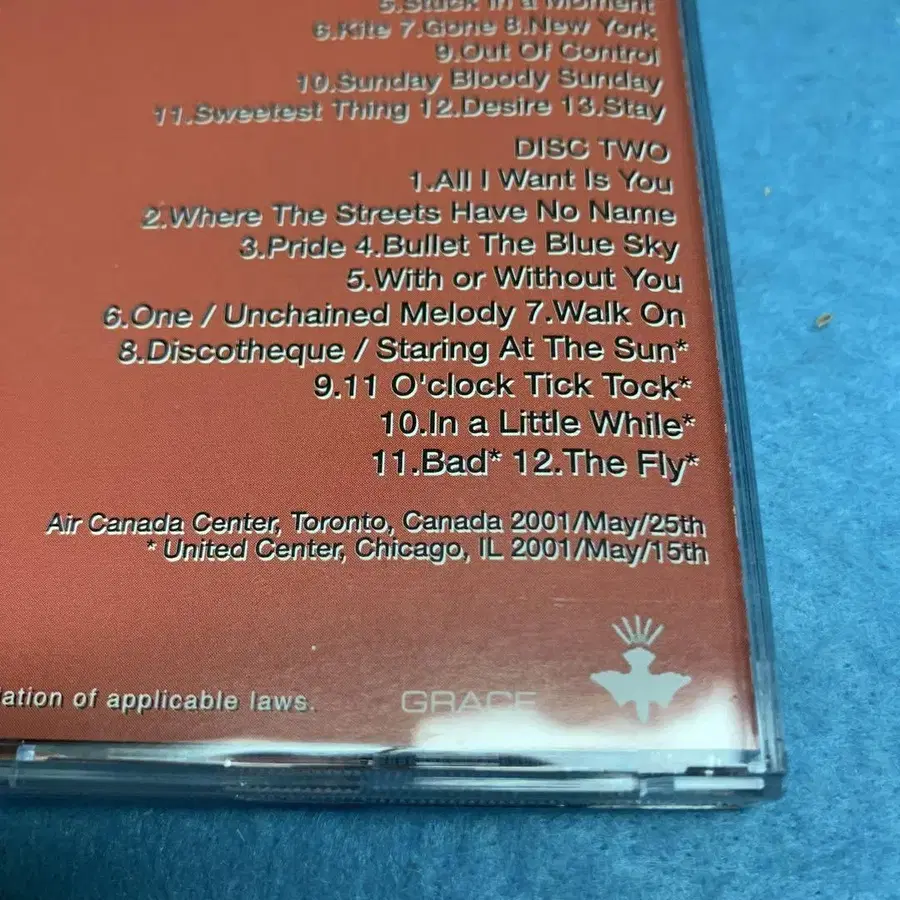 5.Stuck In a Moment
6.Kite 7.Gone 8.New York
9.Out Of Control
10.Sunday Bloody Sunday
11.Sweetest Thing 12.Desire 13.Stay
DISC TWO
1.All I Want Is You
2.Where The Streets Have No Name
3.Pride 4.Bullet The Blue Sky
5.With or Without You
6.One / Unchained Melody 7.Walk On
8.Discotheque / Staring At The Sun*
9.11 O'clock Tick Tock*
10.In a Little While*
11.Bad* 12.The Fly*
Air Canada Center, Toronto, Canada 2001/May/25th
* United Center, Chicago, IL 2001/May/15th
of applicable laws.
GRACE